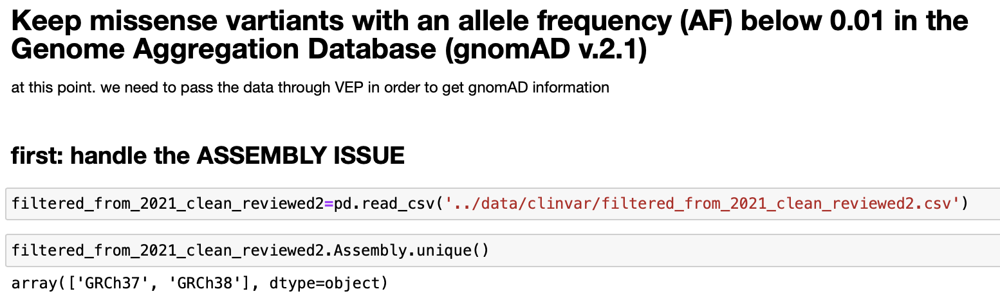 Keep missense vartiants with an allele frequency (AF) below 0.01 in the
Genome Aggregation Database (gnomAD v.2.1)
at this point. we need to pass the data through VEP in order to get gnomAD information
first: handle the ASSEMBLY ISSUE
filtered_from_2021_clean_reviewed2=pd.read_csv('../data/clinvar/filtered_from_2021_clean_reviewed2.csv')
filtered_from_2021_clean_reviewed2.Assembly.unique()
array(['GRCh37', 'GRCh38'], dtype=object)